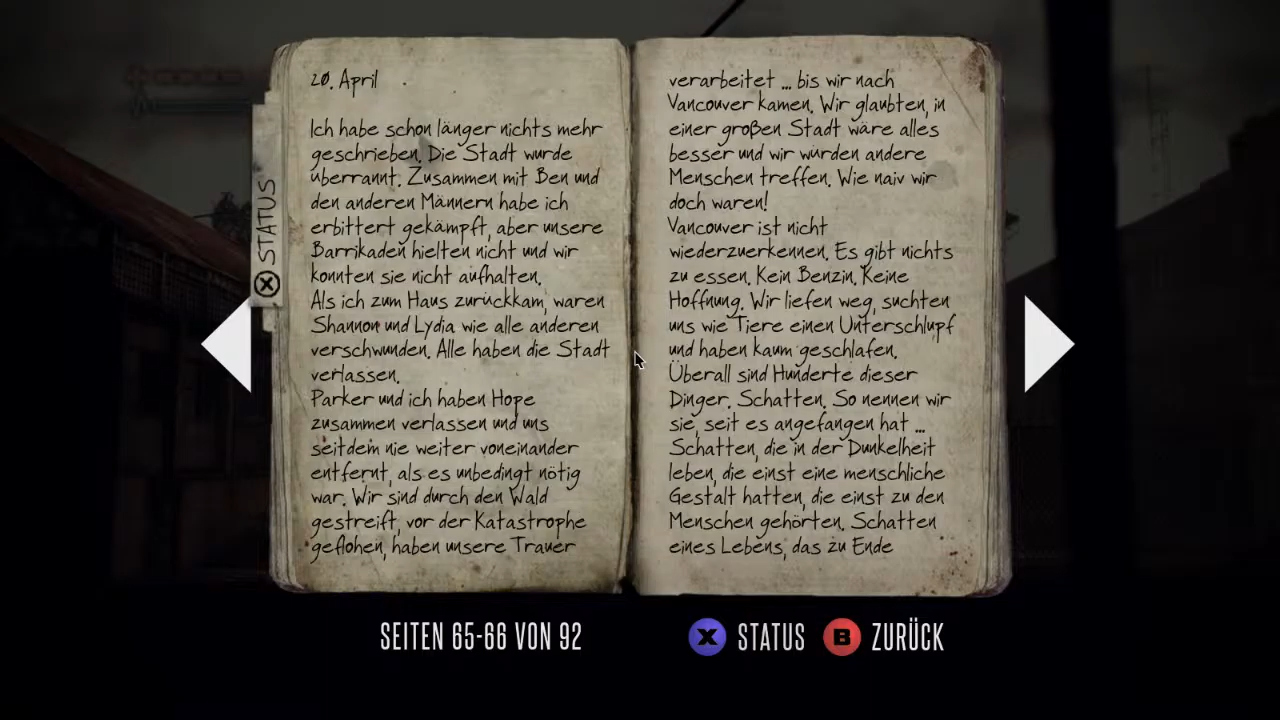 20. April
Ich habe schon länger nichts mehr
geschrieben. Die Stadt wurde
überrannt. Zusammen mit Ben und
den anderen Männern habe ich
erbittert gekämpft, aber unsere
Barrikaden hielten nicht und wir
konnten sie nicht aufhalten.
Als ich zum Haus zurückkam, waren
Shannon und Lydia wie alle anderen
verschwunden. Alle haben die Stadt
verlassen.
Parker und ich haben Hope
zusammen verlassen und uns
seitdem nie weiter voneinander
entfernt, als es unbedingt nötig
war. Wir sind durch den Wald
gestreift, vor der Katastrophe
geflohen, haben unsere Trauer
verarbeitet ... bis wir nach
Vancouver kamen. Wir glaubten, in
einer großen Stadt wäre alles
besser und wir würden andere
Menschen treffen. Wie naiv wir
doch waren!
Vancouver ist nicht
wiederzuerkennen. Es gibt nichts
zu essen. Kein Benzin. Keine
Hoffnung. Wir liefen weg, suchten
uns wie Tiere einen Unterschlupf
und haben kaum geschlafen.
Überall sind Hunderte dieser
Dinger. Schatten. So nennen wir
sie, seit es angefangen hat ...
Schatten, die in der Dunkelheit
leben, die einst eine menschliche
Gestalt hatten, die einst zu den
Menschen gehörten. Schatten
eines Lebens, das zu Ende
X STATUS
SEITEN 65-66 VON 92
X STATUS B ZURÜCK